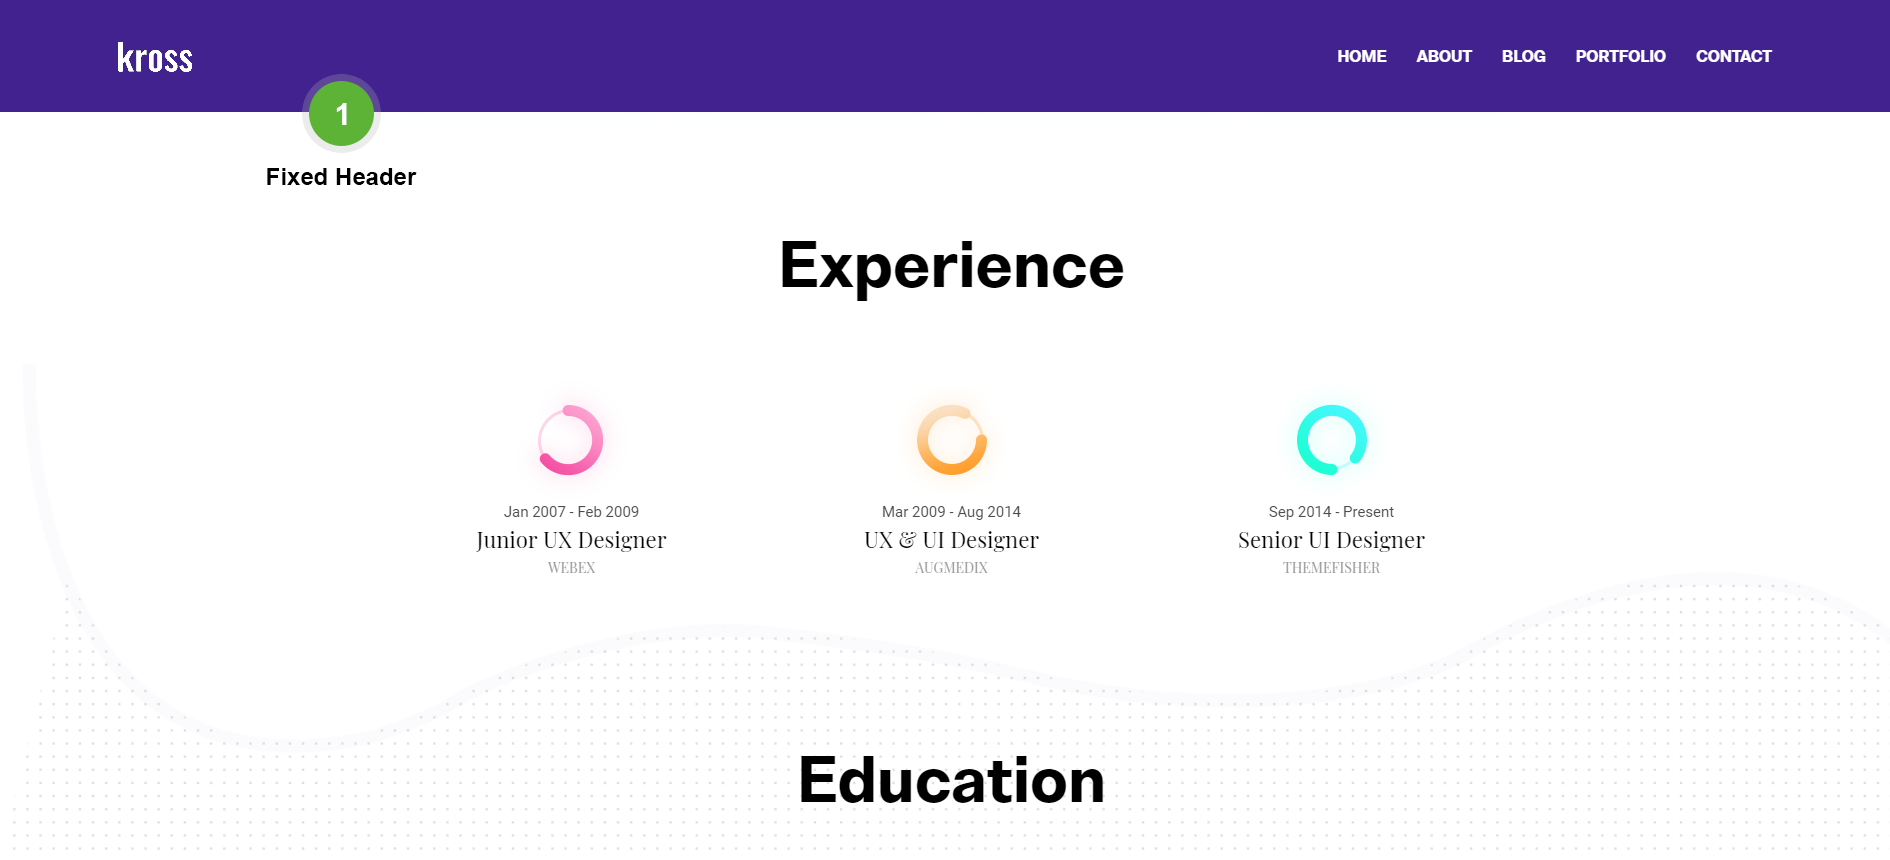 kross
HOME ABOUT BLOG PORTFOLIO CONTACT
1
Fixed Header
Experience
Jan 2007 - Feb 2009
Junior UX Designer
WEBEX
Mar 2009 - Aug 2014
UX & UI Designer
AUGMEDIX
Sep 2014 - Present
Senior UI Designer
THEMEFISHER
Education